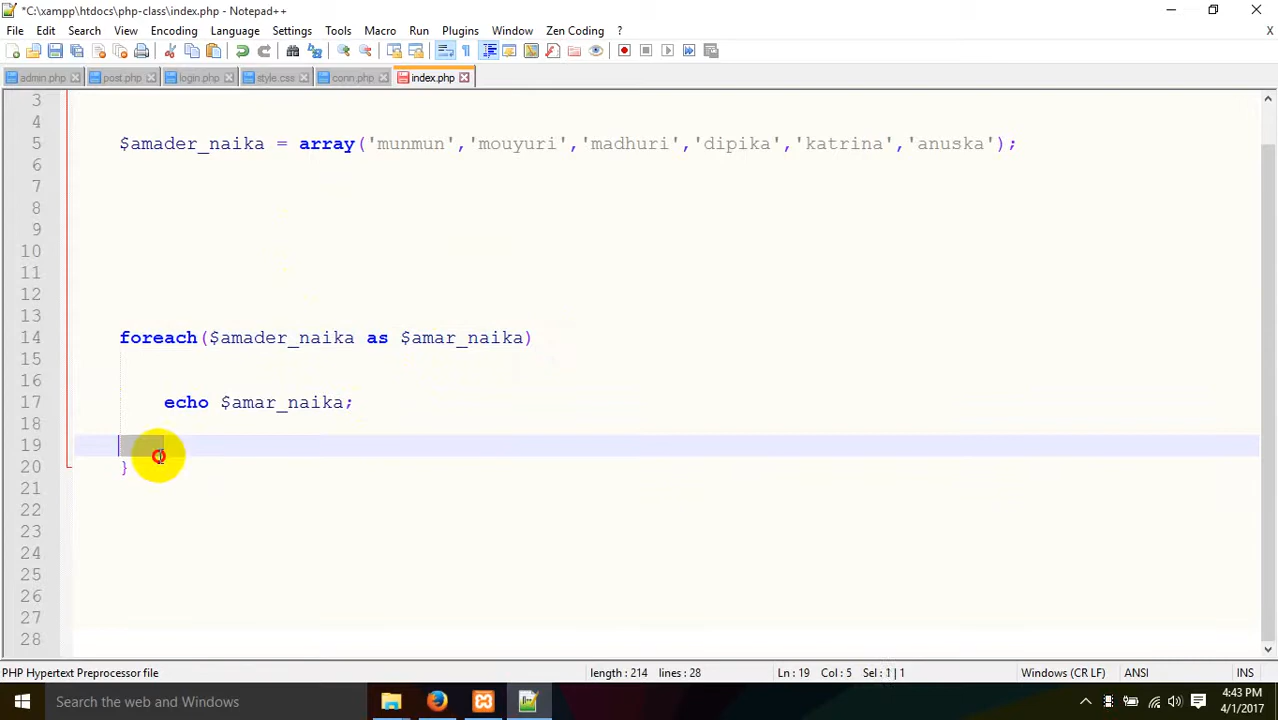 *C:\xampp\htdocs\php-class\index.php - Notepad++
File Edit Search View Encoding Language Settings Tools Macro Run Plugins Window Zen Coding ? X
admin.php post.php login.php style.css conn.php index.php
3
4
5 $amader_naika = array('munmun','mouyuri','madhuri','dipika','katrina','anuska');
6
7
8
9
10
11
12
13
14 foreach($amader_naika as $amar_naika)
15
16
17 echo $amar_naika;
18
19
20 }
21
22
23
24
25
26
27
28
PHP Hypertext Preprocessor file length : 214 lines : 28 Ln : 19 Col : 5 Sel : 1 | 1 Windows (CR LF) ANSI INS
Search the web and Windows
4:43 PM
4/1/2017